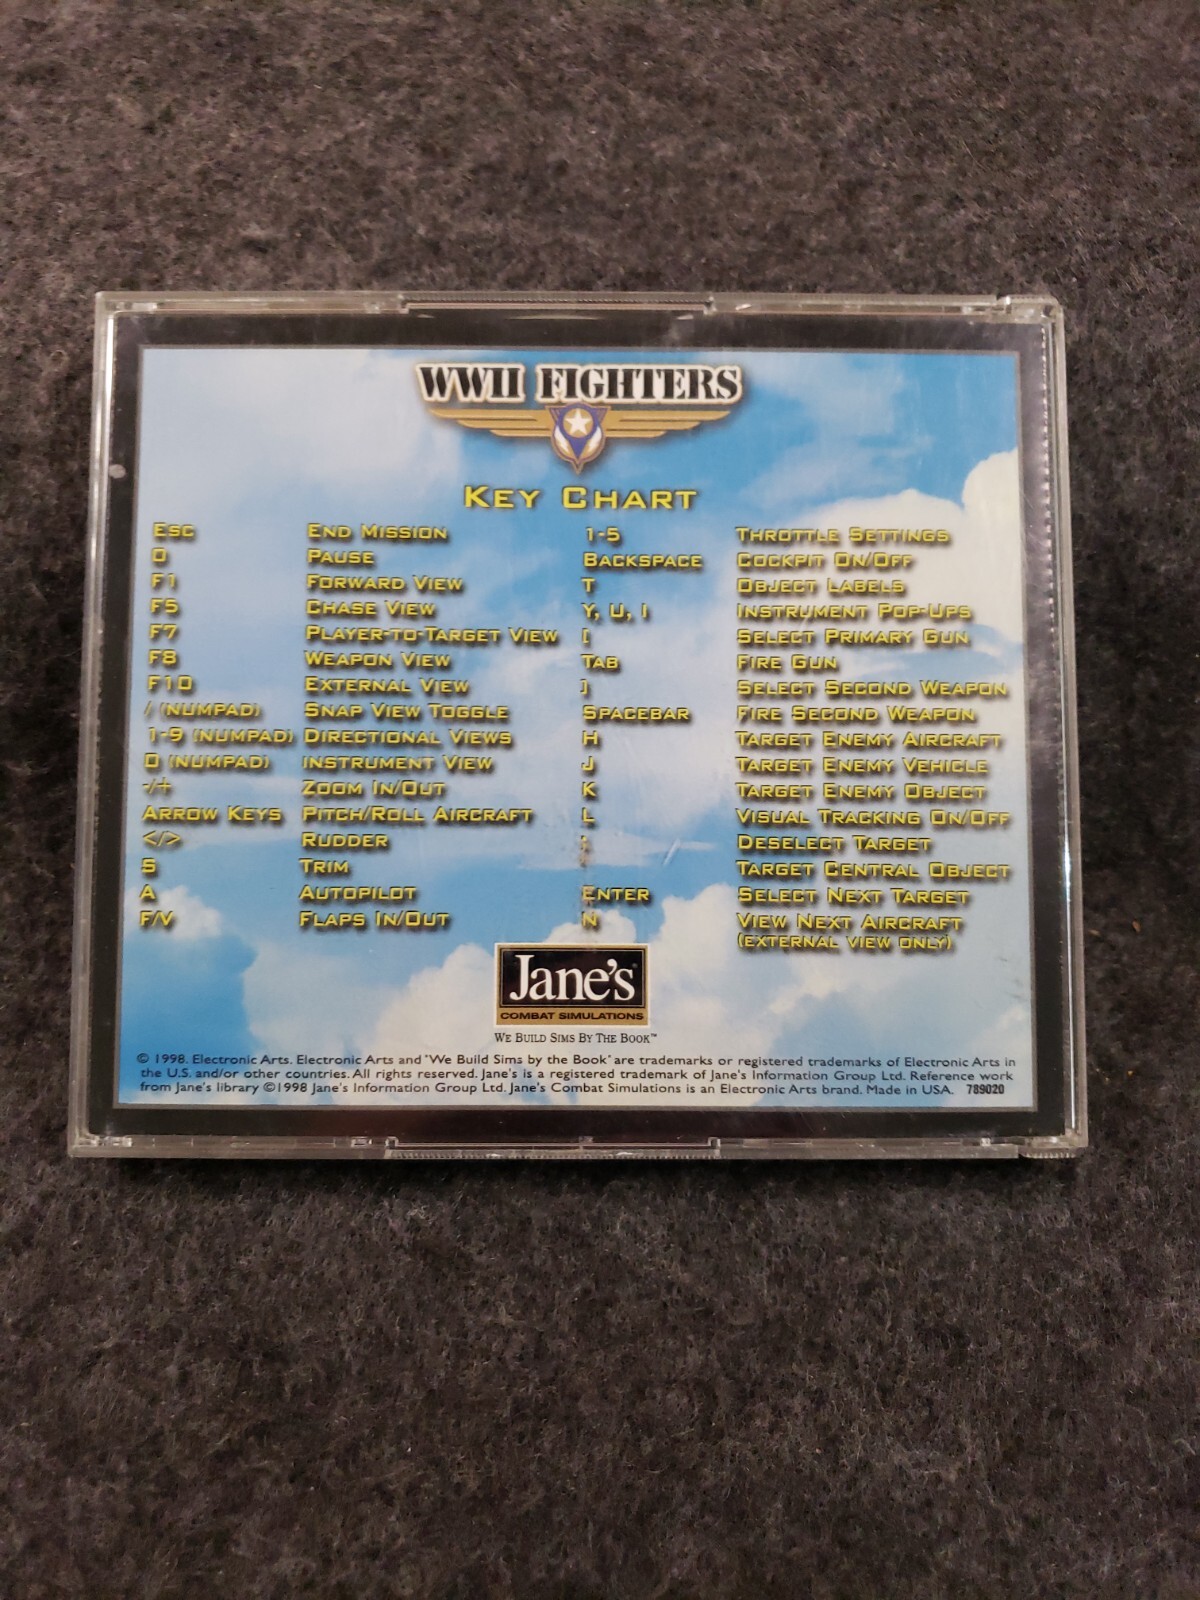 WWII FIGHTERS
KEY CHART
ESC END MISSION
0 PAUSE
F1 FORWARD VIEW
F5 CHASE VIEW
F7 PLAYER-TO-TARGET VIEW
F8 WEAPON VIEW
F10 EXTERNAL VIEW
/ (NUMPAD) SNAP VIEW TOGGLE
1-9 (NUMPAD) DIRECTIONAL VIEWS
0 (NUMPAD) INSTRUMENT VIEW
-/+ ZOOM IN/OUT
ARROW KEYS PITCH/ROLL AIRCRAFT
</> RUDDER
S TRIM
A AUTOPILOT
F/V FLAPS IN/OUT
1-5 THROTTLE SETTINGS
BACKSPACE COCKPIT ON/OFF
T OBJECT LABELS
Y, U, I INSTRUMENT POP-UPS
[ SELECT PRIMARY GUN
TAB FIRE GUN
] SELECT SECOND WEAPON
SPACEBAR FIRE SECOND WEAPON
H TARGET ENEMY AIRCRAFT
J TARGET ENEMY VEHICLE
K TARGET ENEMY OBJECT
L VISUAL TRACKING ON/OFF
; DESELECT TARGET
TARGET CENTRAL OBJECT
ENTER SELECT NEXT TARGET
N VIEW NEXT AIRCRAFT
(EXTERNAL VIEW ONLY)
Jane's
COMBAT SIMULATIONS
WE BUILD SIMS BY THE BOOK™
© 1998. Electronic Arts. Electronic Arts and "We Build Sims by the Book" are trademarks or registered trademarks of Electronic Arts in
the U.S. and/or other countries. All rights reserved. Jane's is a registered trademark of Jane's Information Group Ltd. Reference work
from Jane's library ©1998 Jane's Information Group Ltd. Jane's Combat Simulations is an Electronic Arts brand. Made in USA. 789020